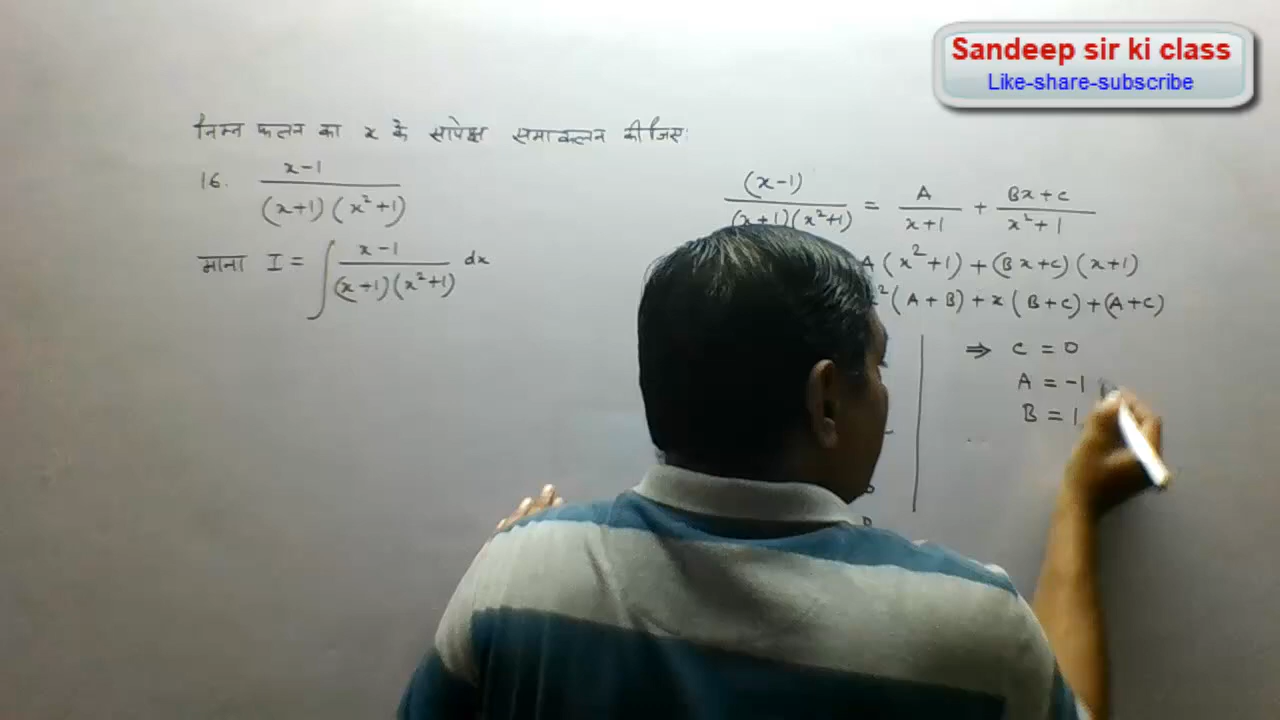 Sandeep sir ki class
Like-share-subscribe
निम्न फलन का x के सापेक्ष समाकलन कीजिए:
16. (x-1)/((x+1)(x²+1))
माना I = ∫ (x-1)/((x+1)(x²+1)) dx
(x-1)/((x+1)(x²+1)) = A/(x+1) + (Bx+C)/(x²+1)
A(x²+1)+(Bx+C)(x+1)
x²(A+B)+x(B+C)+(A+C)
⇒ C = 0
A = -1
B = 1